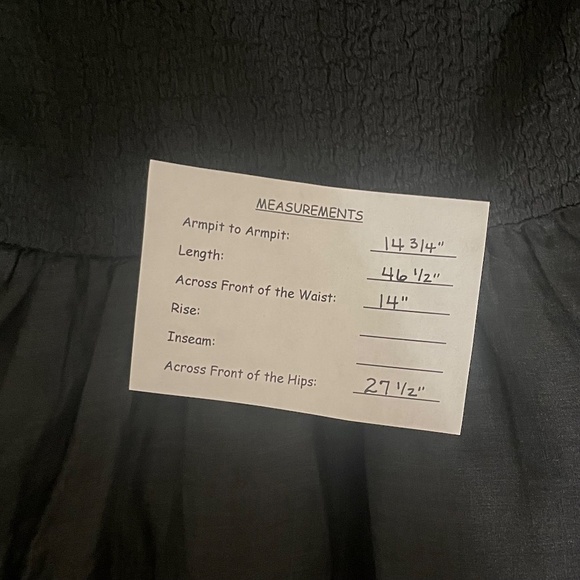 MEASUREMENTS
Armpit to Armpit: 14 3/4"
Length: 46 1/2"
Across Front of the Waist: 14"
Rise:
Inseam:
Across Front of the Hips: 27 1/2"